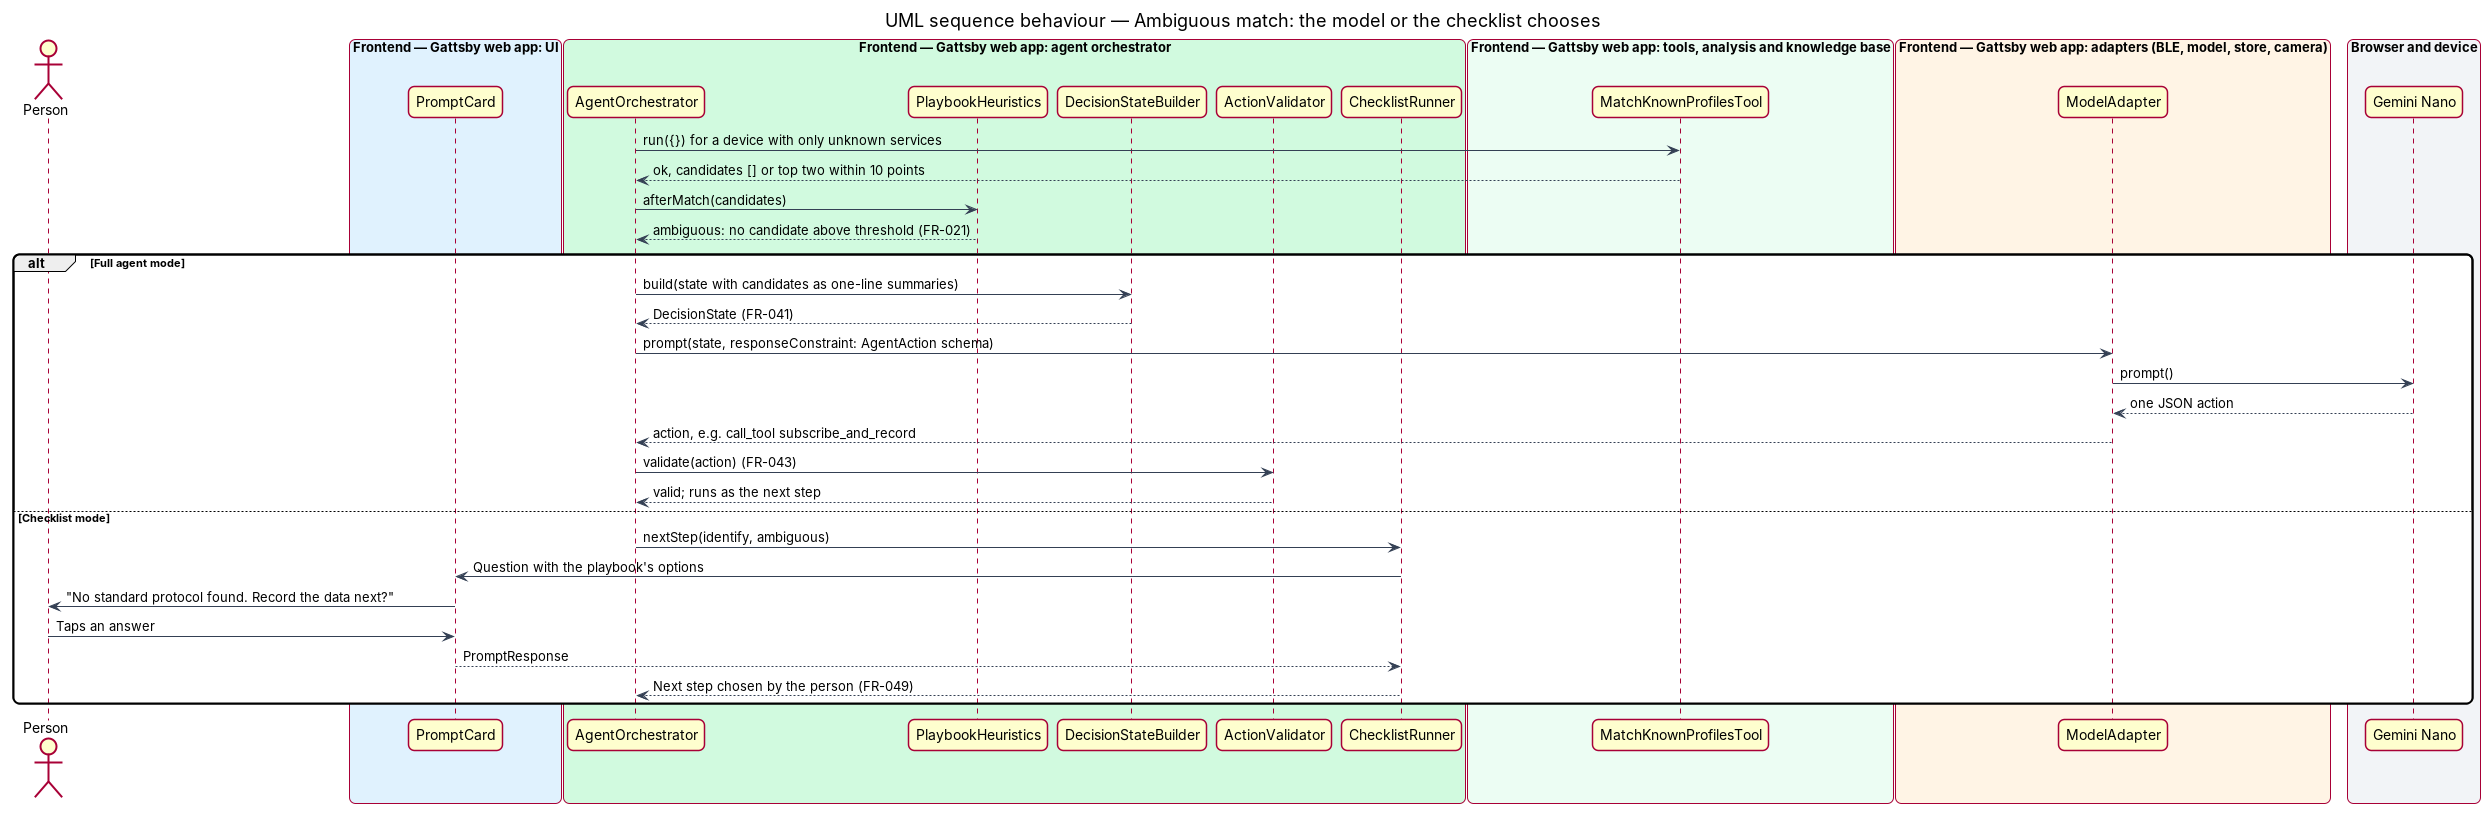 UML sequence behaviour — Ambiguous match: the model or the checklist chooses
Frontend — Gattsby web app: UI
Frontend — Gattsby web app: agent orchestrator
Frontend — Gattsby web app: tools, analysis and knowledge base
Frontend — Gattsby web app: adapters (BLE, model, store, camera)
Browser and device
Person
PromptCard
AgentOrchestrator
PlaybookHeuristics
DecisionStateBuilder
ActionValidator
ChecklistRunner
MatchKnownProfilesTool
ModelAdapter
Gemini Nano
run({}) for a device with only unknown services
ok, candidates [] or top two within 10 points
afterMatch(candidates)
ambiguous: no candidate above threshold (FR-021)
alt
[Full agent mode]
build(state with candidates as one-line summaries)
DecisionState (FR-041)
prompt(state, responseConstraint: AgentAction schema)
prompt()
one JSON action
action, e.g. call_tool subscribe_and_record
validate(action) (FR-043)
valid; runs as the next step
[Checklist mode]
nextStep(identify, ambiguous)
Question with the playbook's options
"No standard protocol found. Record the data next?"
Taps an answer
PromptResponse
Next step chosen by the person (FR-049)
Person
PromptCard
AgentOrchestrator
PlaybookHeuristics
DecisionStateBuilder
ActionValidator
ChecklistRunner
MatchKnownProfilesTool
ModelAdapter
Gemini Nano